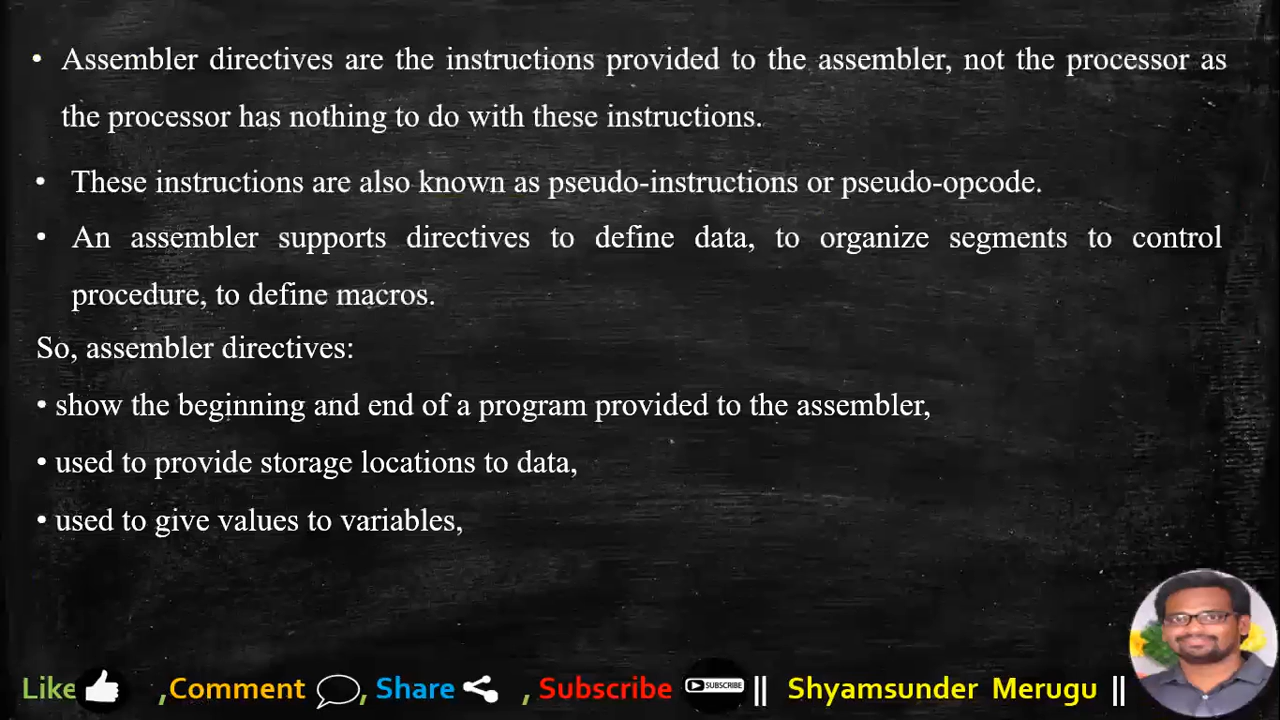 • Assembler directives are the instructions provided to the assembler, not the processor as
the processor has nothing to do with these instructions.
• These instructions are also known as pseudo-instructions or pseudo-opcode.
• An assembler supports directives to define data, to organize segments to control
procedure, to define macros.
So, assembler directives:
• show the beginning and end of a program provided to the assembler,
• used to provide storage locations to data,
• used to give values to variables,
Like ,Comment , Share , Subscribe SUBSCRIBE || Shyamsunder Merugu ||